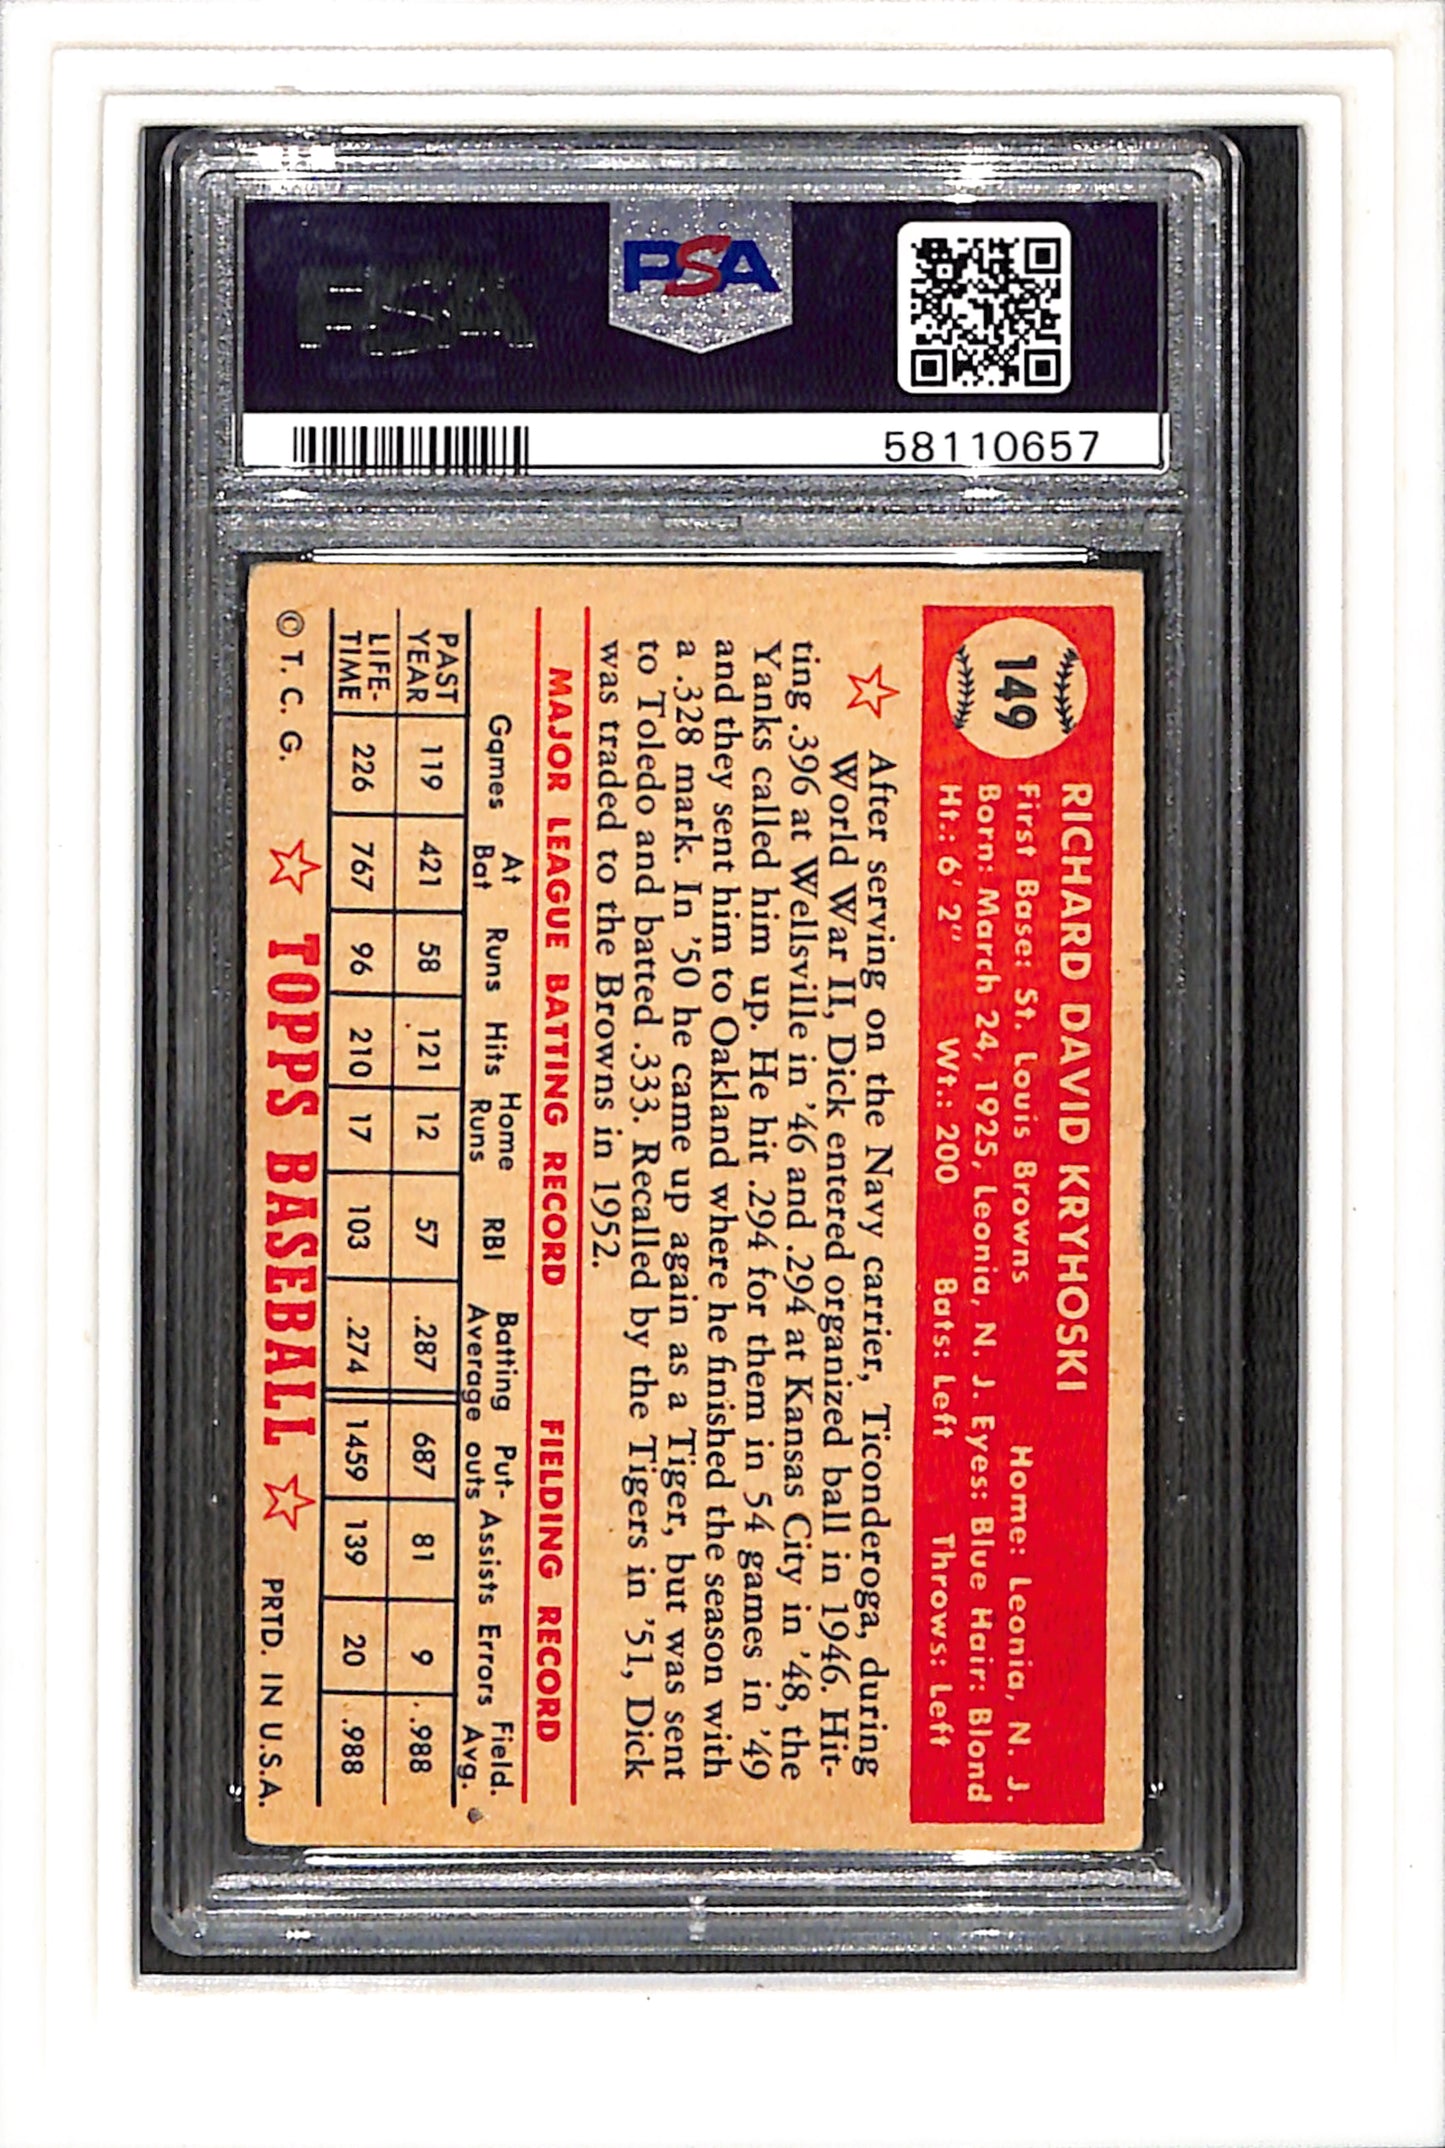 PSA
PSA
58110657
149
RICHARD DAVID KRYHOSKI
First Base: St. Louis Browns Home: Leonia, N. J.
Born: March 24, 1925, Leonia, N. J. Eyes: Blue Hair: Blond
Ht.: 6' 2" Wt.: 200 Bats: Left Throws: Left
After serving on the Navy carrier, Ticonderoga, during
World War II, Dick entered organized ball in 1946. Hit-
ting .396 at Wellsville in '46 and .294 at Kansas City in '48, the
Yanks called him up. He hit .294 for them in 54 games in '49
and they sent him to Oakland where he finished the season with
a .328 mark. In '50 he came up again as a Tiger, but was sent
to Toledo and batted .333. Recalled by the Tigers in '51, Dick
was traded to the Browns in 1952.
MAJOR LEAGUE BATTING RECORD FIELDING RECORD
Games At Bat Runs Hits Home Runs RBI Batting Average Put-outs Assists Errors Field. Avg.
PAST YEAR 119 421 58 121 12 57 .287 687 81 9 .988
LIFE-TIME 226 767 96 210 17 103 .274 1459 139 20 .988
© T. C. G. TOPPS BASEBALL PRTD. IN U.S.A.